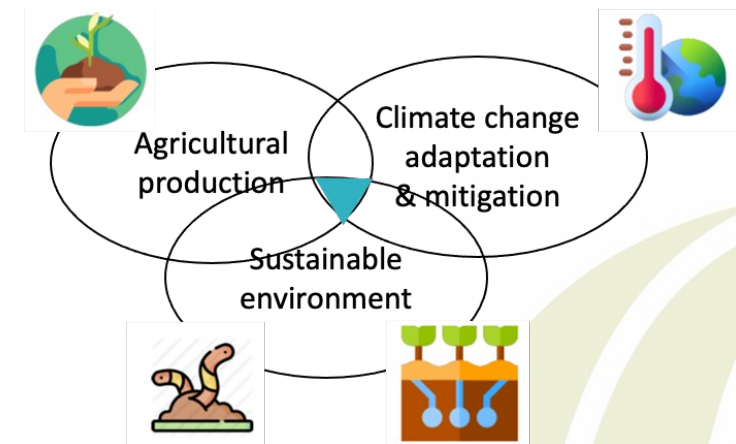 Agricultural
production
Climate change
adaptation
& mitigation
Sustainable
environment